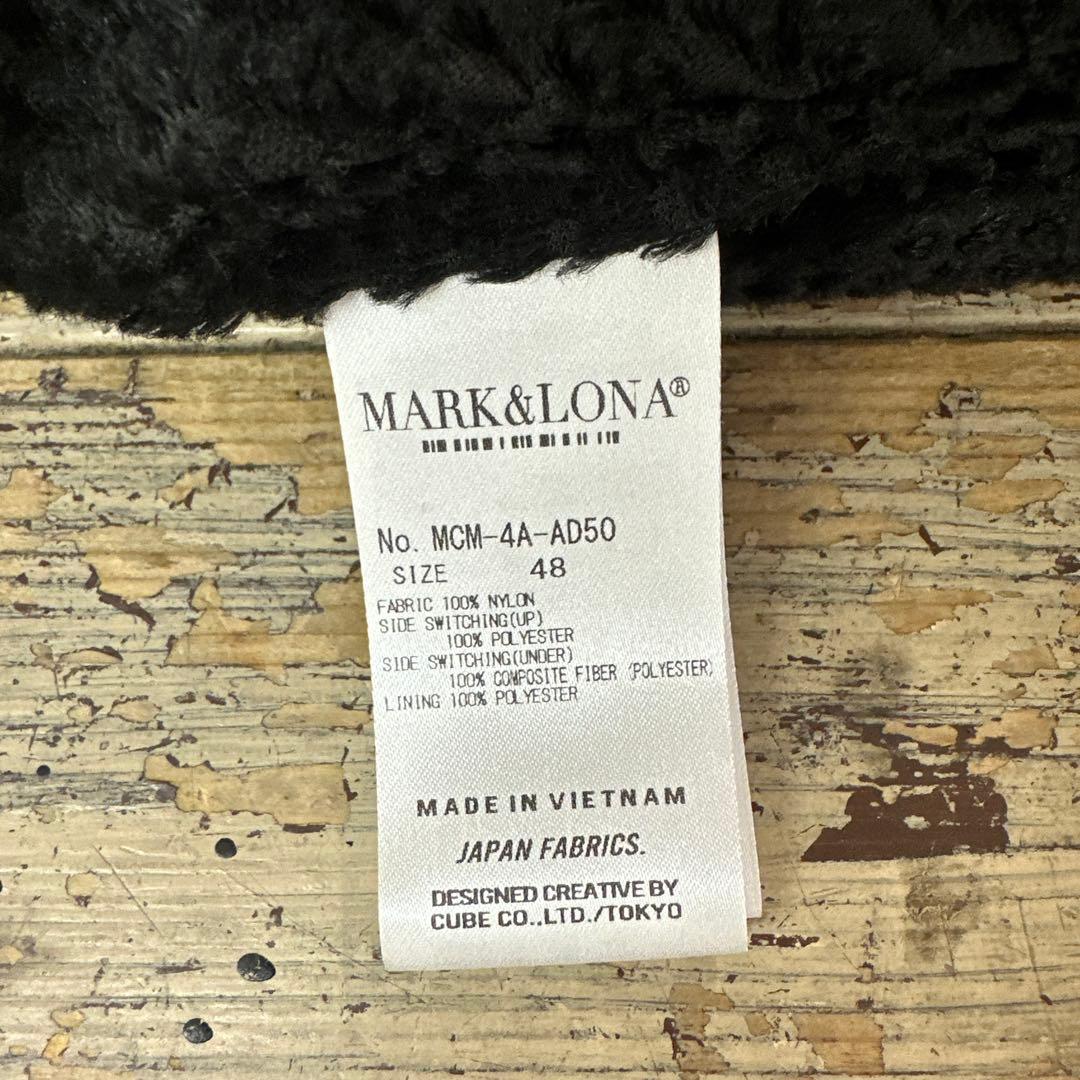 MARK&LONA®
No. MCM-4A-AD50
SIZE 48
FABRIC 100% NYLON
SIDE SWITCHING(UP)
100% POLYESTER
SIDE SWITCHING(UNDER)
100% COMPOSITE FIBER (POLYESTER)
LINING 100% POLYESTER
MADE IN VIETNAM
JAPAN FABRICS.
DESIGNED CREATIVE BY
CUBE CO.,LTD./TOKYO